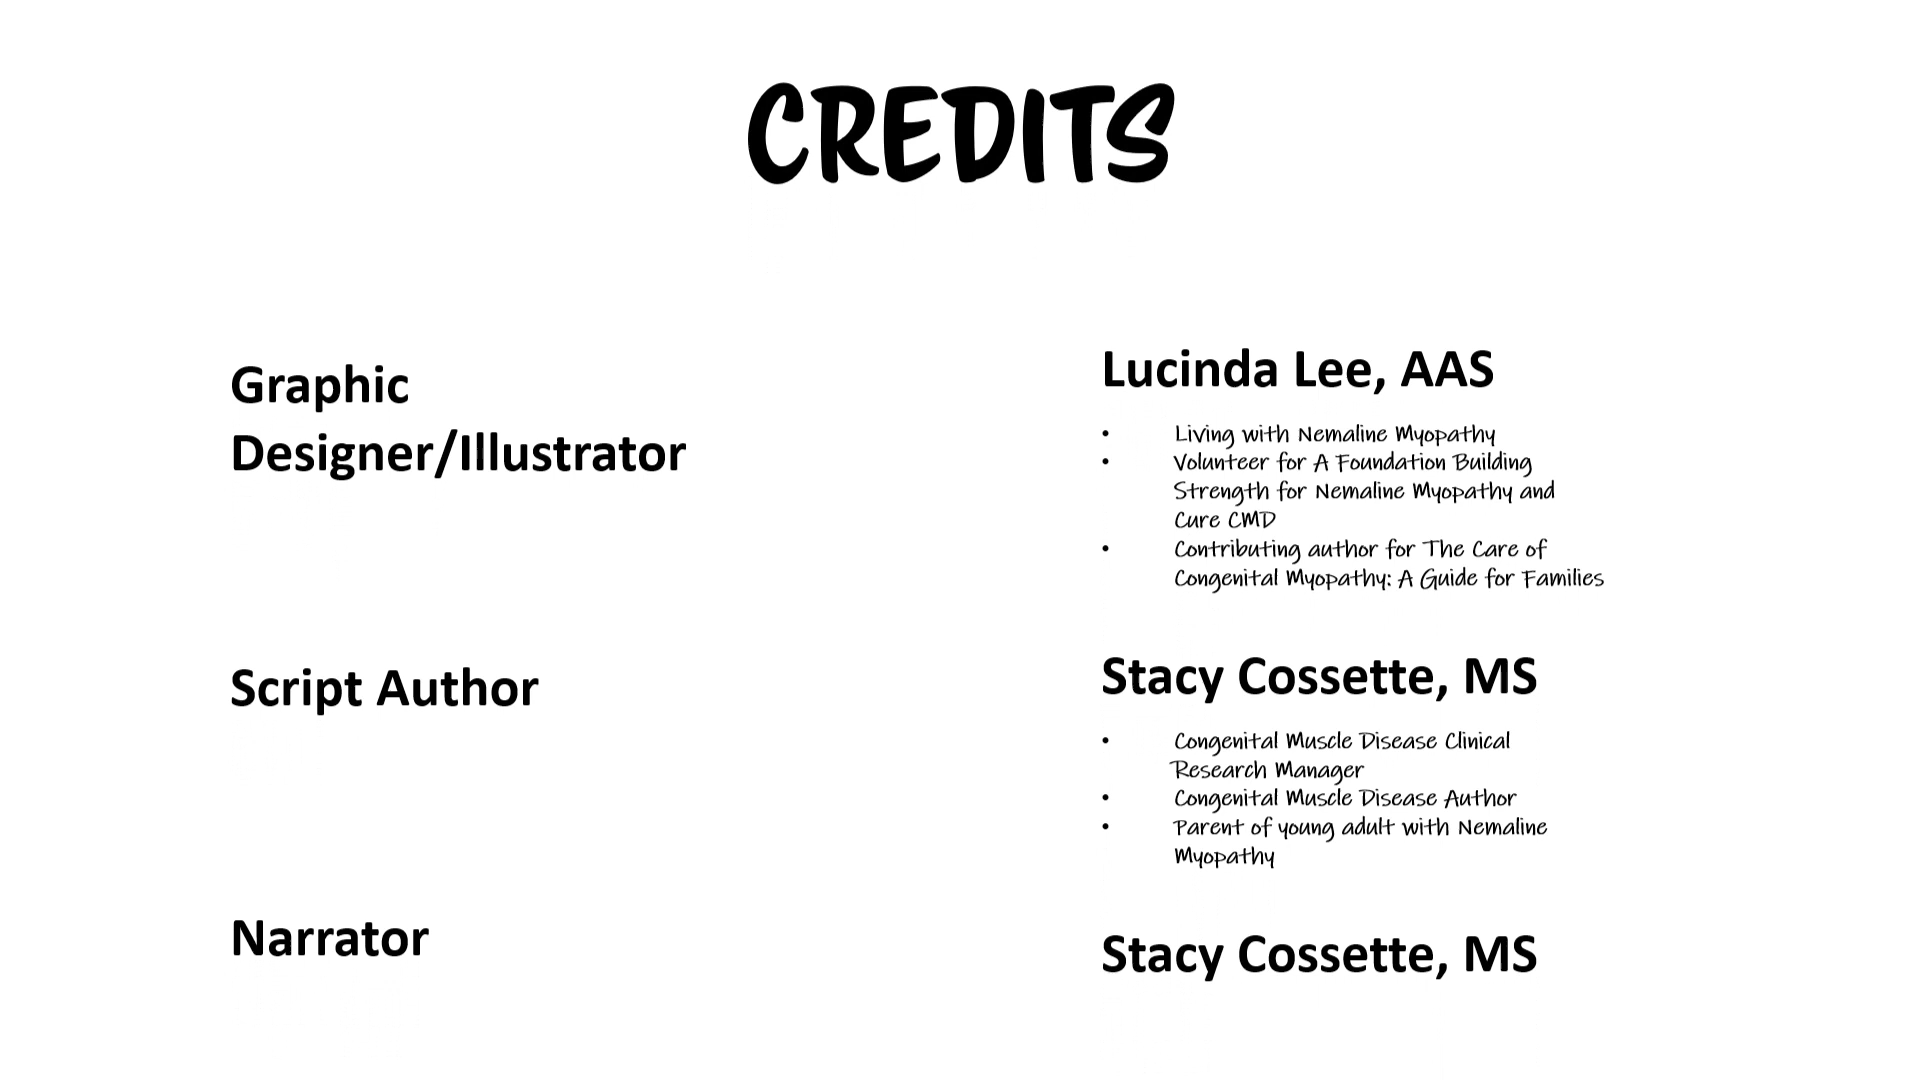 CREDITS
Graphic
Designer/Illustrator
Lucinda Lee, AAS
• Living with Nemaline Myopathy
• Volunteer for A Foundation Building
Strength for Nemaline Myopathy and
Cure CMD
• Contributing author for The Care of
Congenital Myopathy: A Guide for Families
Script Author
Stacy Cossette, MS
• Congenital Muscle Disease Clinical
Research Manager
• Congenital Muscle Disease Author
• Parent of young adult with Nemaline
Myopathy
Narrator
Stacy Cossette, MS